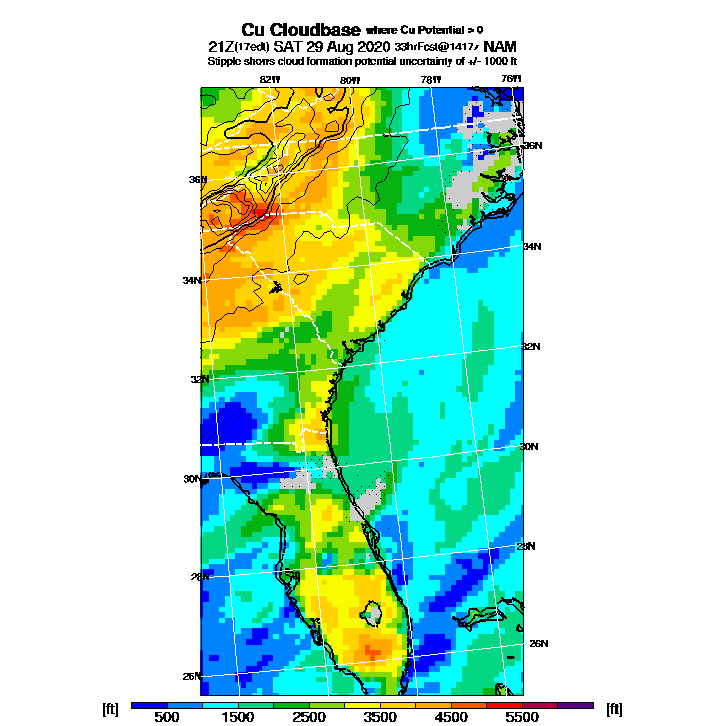 Cu Cloudbase where Cu Potential > 0
21Z(17edt) SAT 29 Aug 2020 33hrFcst@1417z NAM
Stipple shows cloud formation potential uncertainty of +/- 1000 ft
82W 80W 78W 76W
36N
36N
34N
34N
32N
32N
30N
30N
28N
28N
26N
26N
[ft] [ft]
500 1500 2500 3500 4500 5500